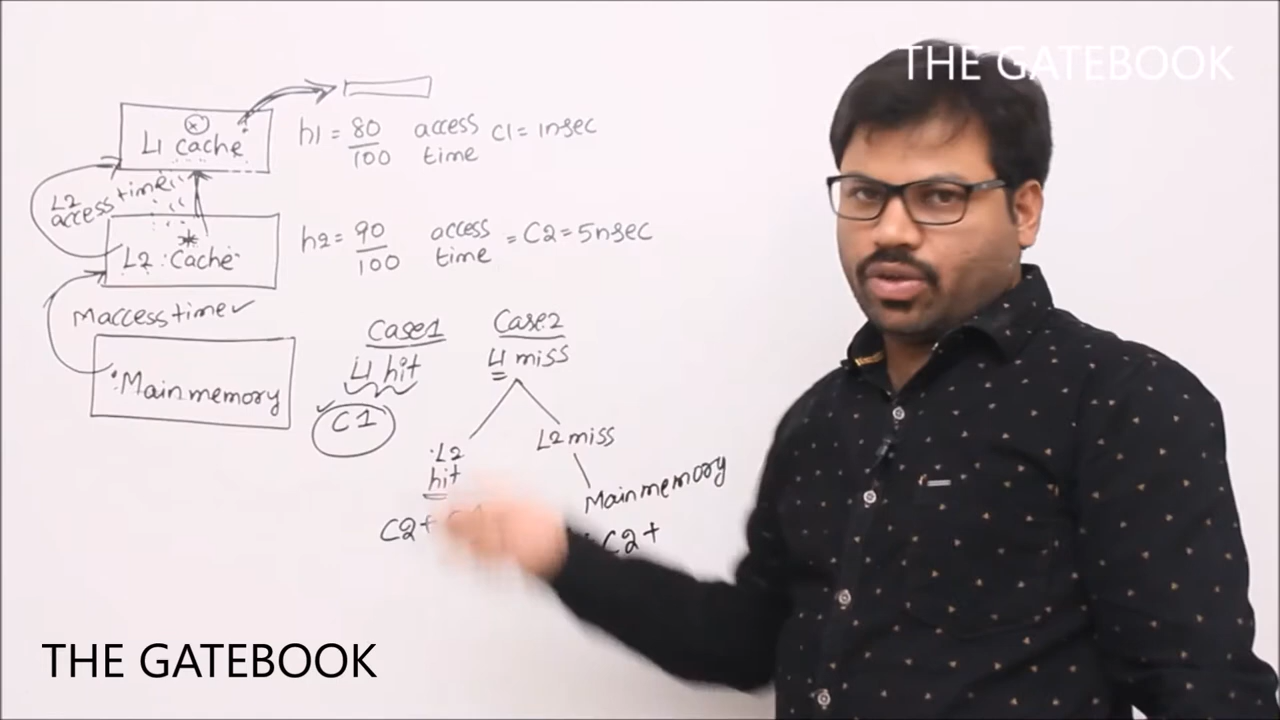 THE GATEBOOK
L1 cache
h1 = 80/100 access time C1 = 1nsec
L2 access time
L2 Cache
h2 = 90/100 access time = C2 = 5nsec
M access time
Main memory
Case1
L1 hit
C1
Case2
L1 miss
L2 hit
C2+
L2 miss
Main memory
C2+
THE GATEBOOK